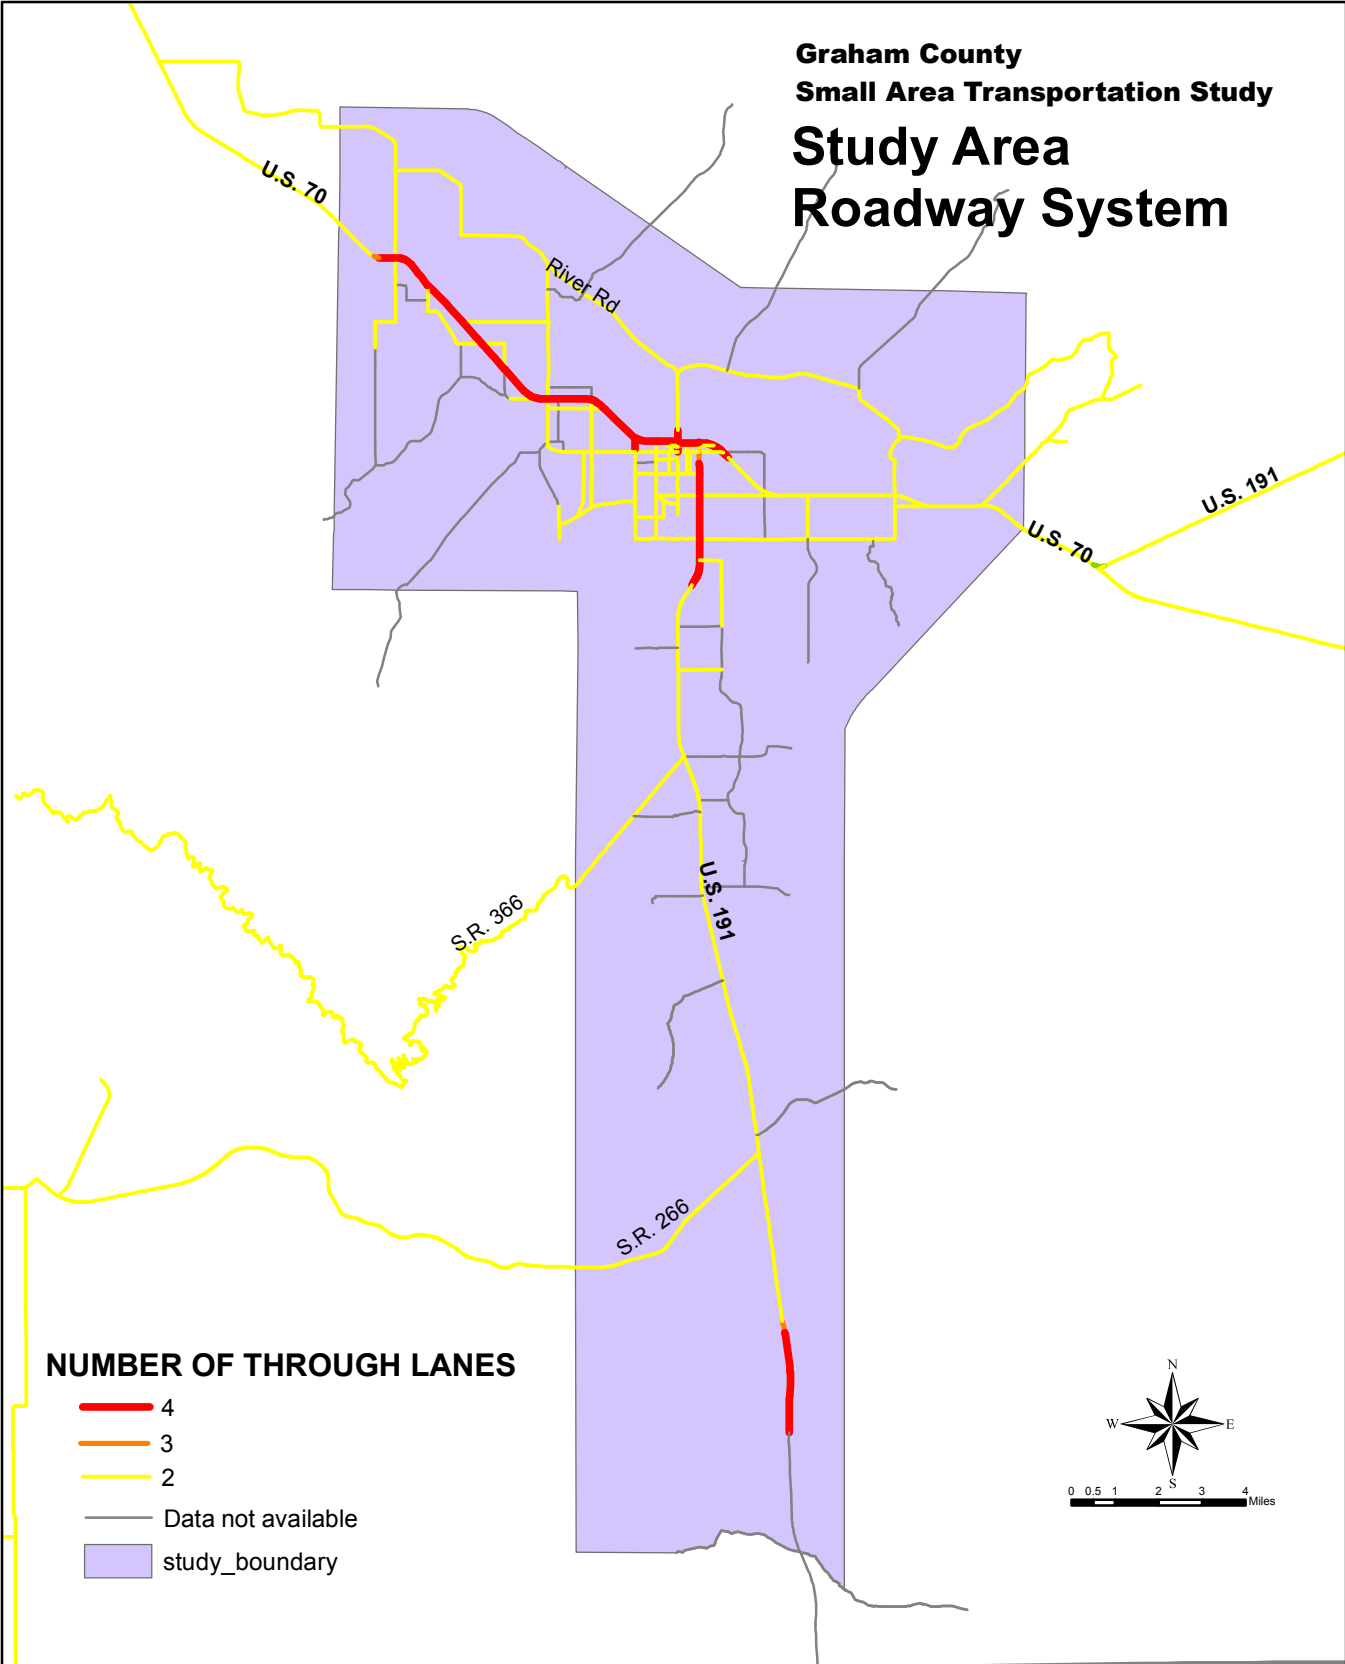 Graham County
Small Area Transportation Study
Study Area
Roadway System
U.S. 70
River Rd
U.S. 191
U.S. 70
U.S. 191
S.R. 366
S.R. 266
NUMBER OF THROUGH LANES
4
3
2
Data not available
study_boundary
N
W E
S
0 0.5 1 2 3 4
Miles